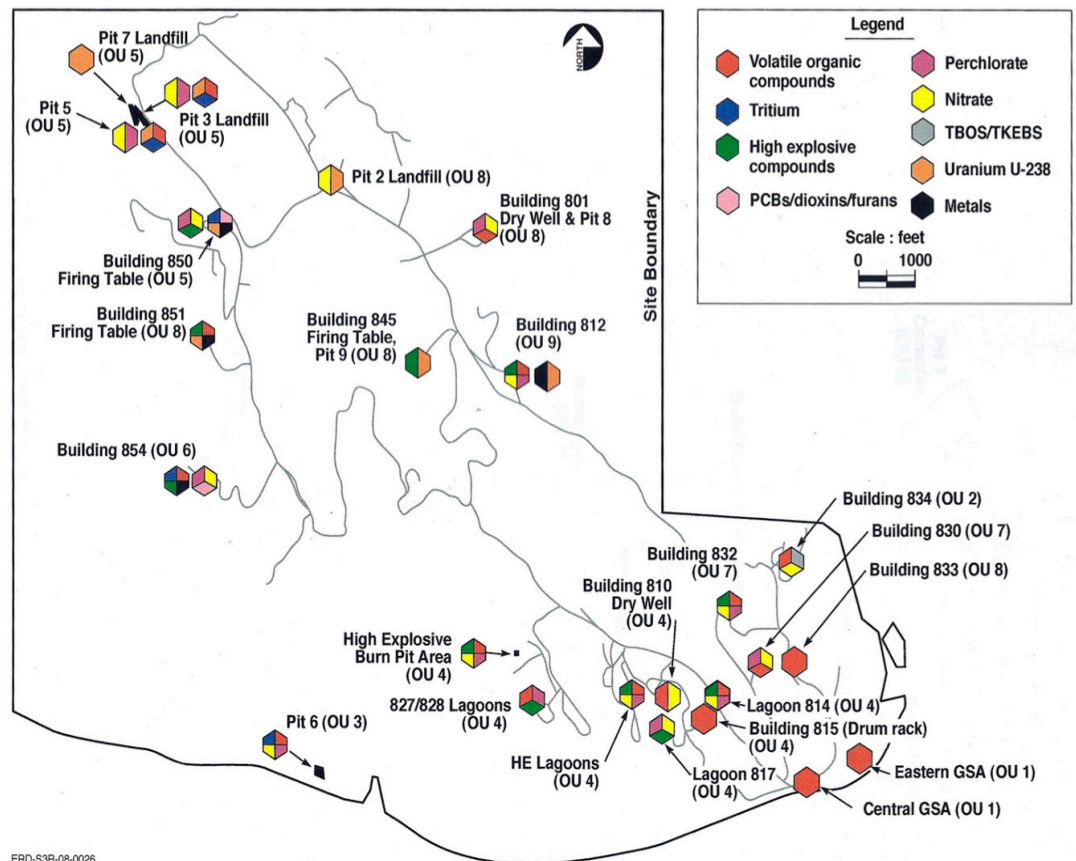 Pit 7 Landfill
(OU 5)
Pit 5
(OU 5)
Pit 3 Landfill
(OU 5)
NORTH
Pit 2 Landfill (OU 8)
Building 801
Dry Well & Pit 8
(OU 8)
Building 850
Firing Table (OU 5)
Building 851
Firing Table (OU 8)
Building 845
Firing Table,
Pit 9 (OU 8)
Building 812
(OU 9)
Site Boundary
Building 854 (OU 6)
Legend
Volatile organic
compounds
Tritium
High explosive
compounds
PCBs/dioxins/furans
Perchlorate
Nitrate
TBOS/TKEBS
Uranium U-238
Metals
Scale : feet
0 1000
Building 834 (OU 2)
Building 830 (OU 7)
Building 833 (OU 8)
Building 832
(OU 7)
Building 810
Dry Well
(OU 4)
High Explosive
Burn Pit Area
(OU 4)
827/828 Lagoons
(OU 4)
HE Lagoons
(OU 4)
Lagoon 814 (OU 4)
Building 815 (Drum rack)
(OU 4)
Lagoon 817
(OU 4)
Pit 6 (OU 3)
Eastern GSA (OU 1)
Central GSA (OU 1)
ERD-S3R-08-0026